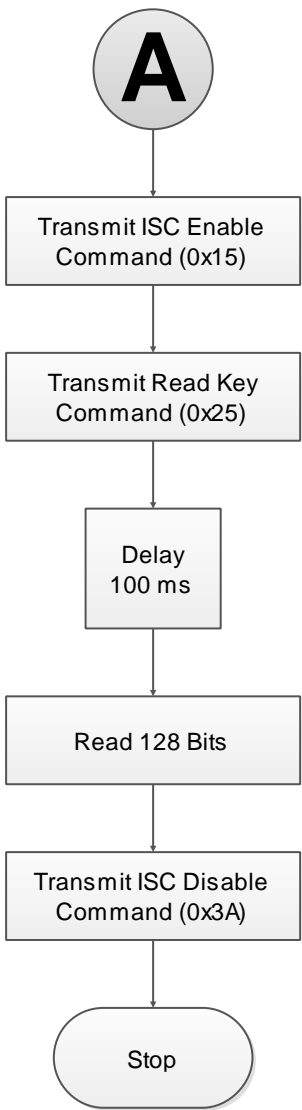 A
Transmit ISC Enable
Command (0x15)
Transmit Read Key
Command (0x25)
Delay
100 ms
Read 128 Bits
Transmit ISC Disable
Command (0x3A)
Stop